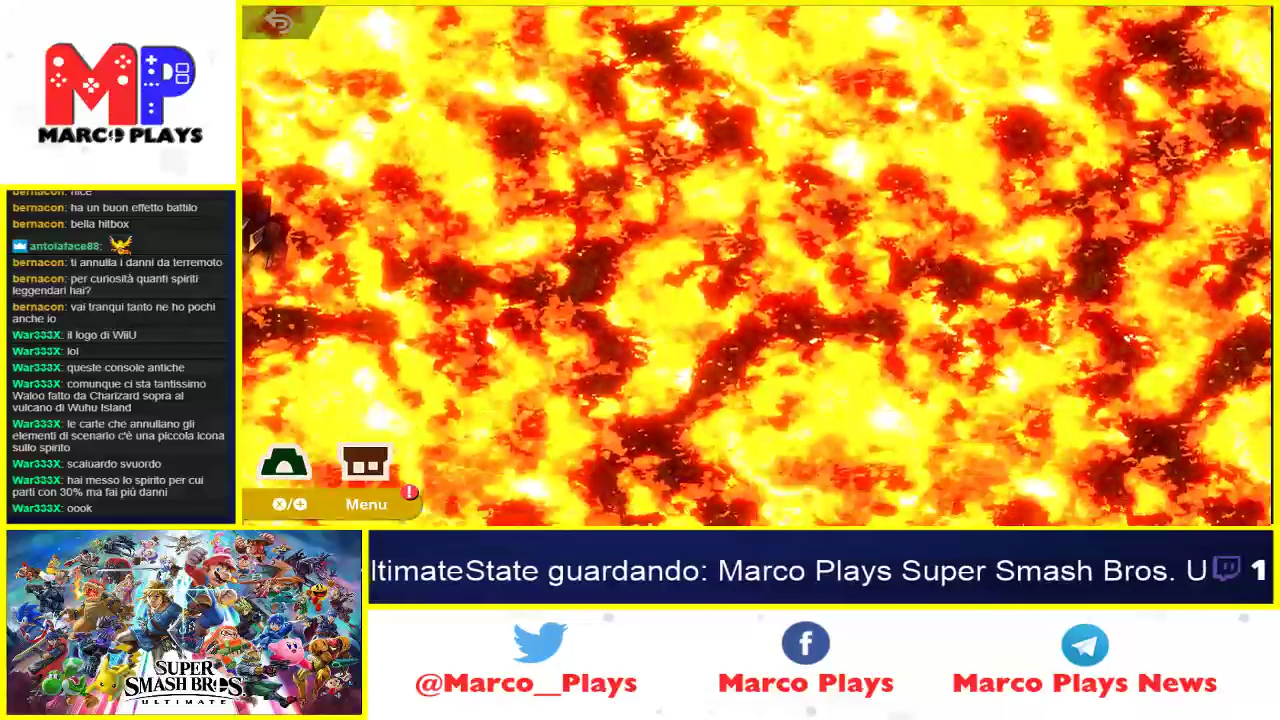 MP
MARCO PLAYS
bernacon: nice
bernacon: ha un buon effetto battilo
bernacon: bella hitbox
antolaface88:
bernacon: ti annulla i danni da terremoto
bernacon: per curiosità quanti spiriti
leggendari hai?
bernacon: vai tranqui tanto ne ho pochi
anche io
War333X: il logo di WiiU
War333X: lol
War333X: queste console antiche
War333X: comunque ci sta tantissimo
Waloo fatto da Charizard sopra al
vulcano di Wuhu Island
War333X: le carte che annullano gli
elementi di scenario c'è una piccola icona
sullo spirito
War333X: scaluardo svuordo
War333X: hai messo lo spirito per cui
parti con 30% ma fai più danni
War333X: oook
X/+ Menu !
SUPER
SMASH BROS
ULTIMATE
ltimateState guardando: Marco Plays Super Smash Bros. U 1
@Marco__Plays
Marco Plays
Marco Plays News